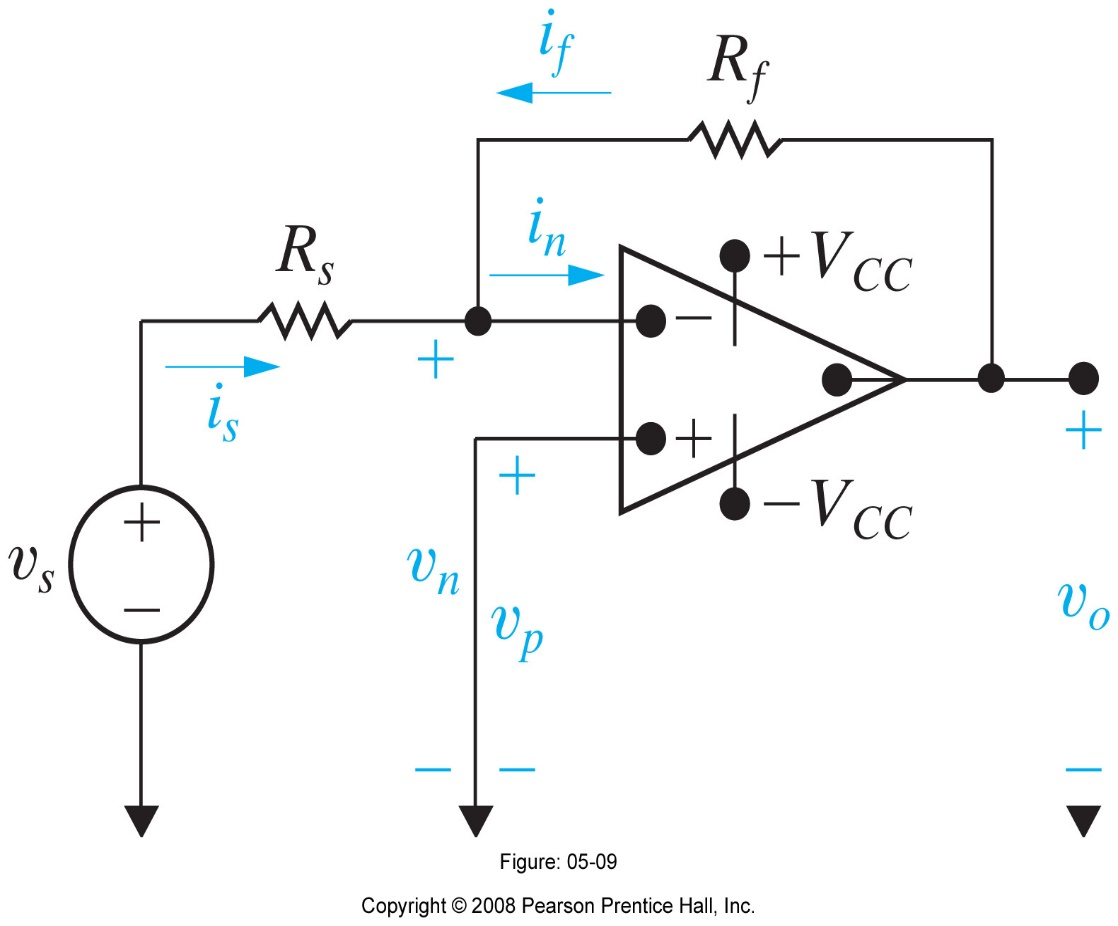 i_f
R_f
i_n
R_s
+V_CC
−
+
i_s
+
+
+
−V_CC
+
v_s
v_n
−
v_p
v_o
− −
−
Figure: 05-09
Copyright © 2008 Pearson Prentice Hall, Inc.